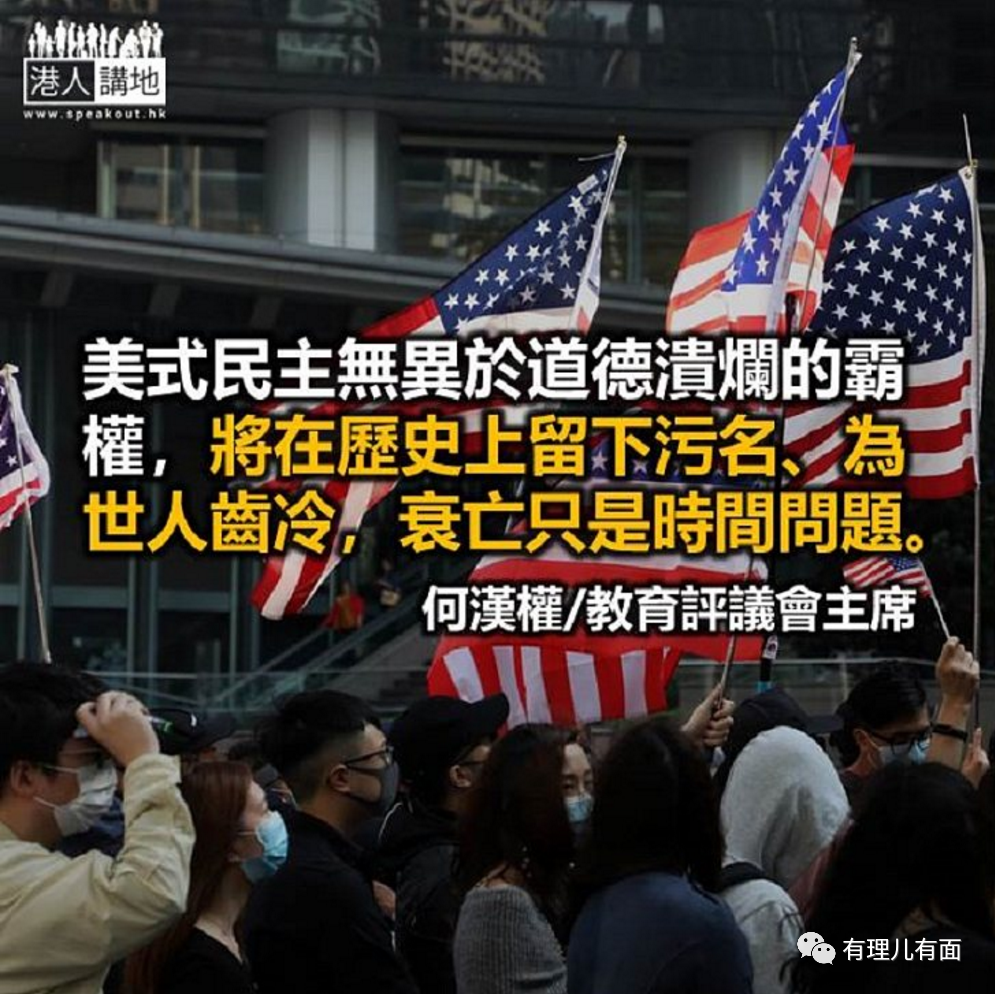 港人講地
www.speakout.hk
美式民主無異於道德潰爛的霸
權，將在歷史上留下污名、為
世人齒冷，衰亡只是時間問題。
何漢權/教育評議會主席
有理儿有面